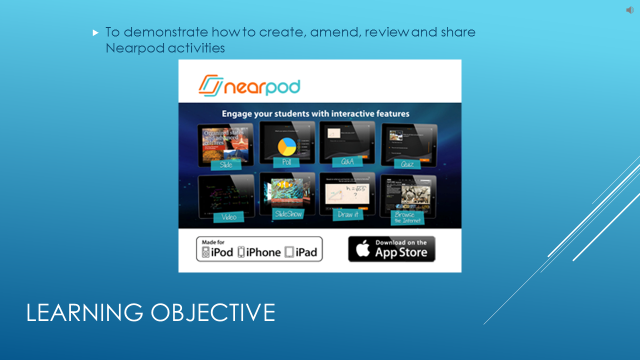 To demonstrate how to create, amend, review and share
Nearpod activities
nearpod
Engage your students with interactive features
Slide
Poll
Q&A
Quiz
Video
SlideShow
Draw it
Browse
the Internet
Made for
iPod iPhone iPad
Download on the
App Store
LEARNING OBJECTIVE